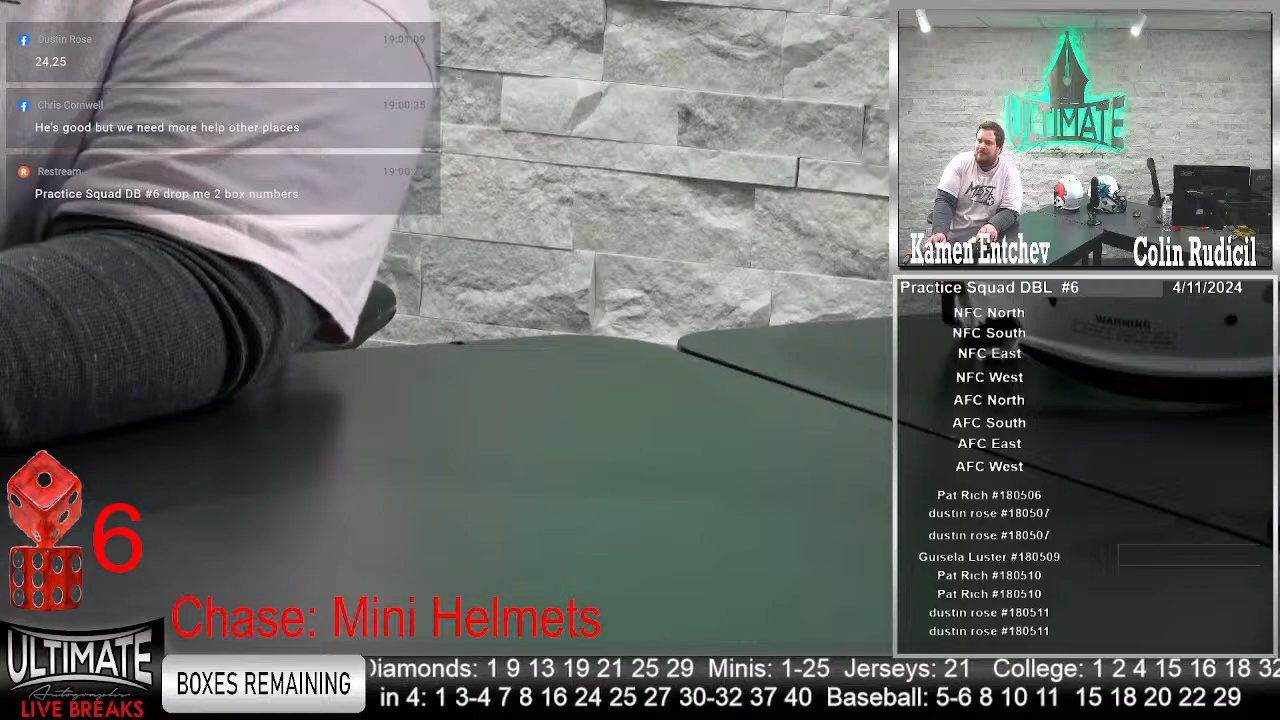 Dustin Rose 19:01:09
24,25
Chris Cornwell 19:00:35
He's good but we need more help other places
Restream
Practice Squad DB #6 drop me 2 box numbers
ULTIMATE
Kamen Entchev
Colin Rudicil
Practice Squad DBL #6 4/11/2024
WARNING
NFC North
NFC South
NFC East
NFC West
AFC North
AFC South
AFC East
AFC West
Pat Rich #180506
dustin rose #180507
dustin rose #180507
Guisela Luster #180509
Pat Rich #180510
Pat Rich #180510
dustin rose #180511
dustin rose #180511
6
Chase: Mini Helmets
ULTIMATE
Autographs
LIVE BREAKS
BOXES REMAINING
Diamonds: 1 9 13 19 21 25 29 Minis: 1-25 Jerseys: 21 College: 1 2 4 15 16 18 32
in 4: 1 3-4 7 8 16 24 25 27 30-32 37 40 Baseball: 5-6 8 10 11 15 18 20 22 29